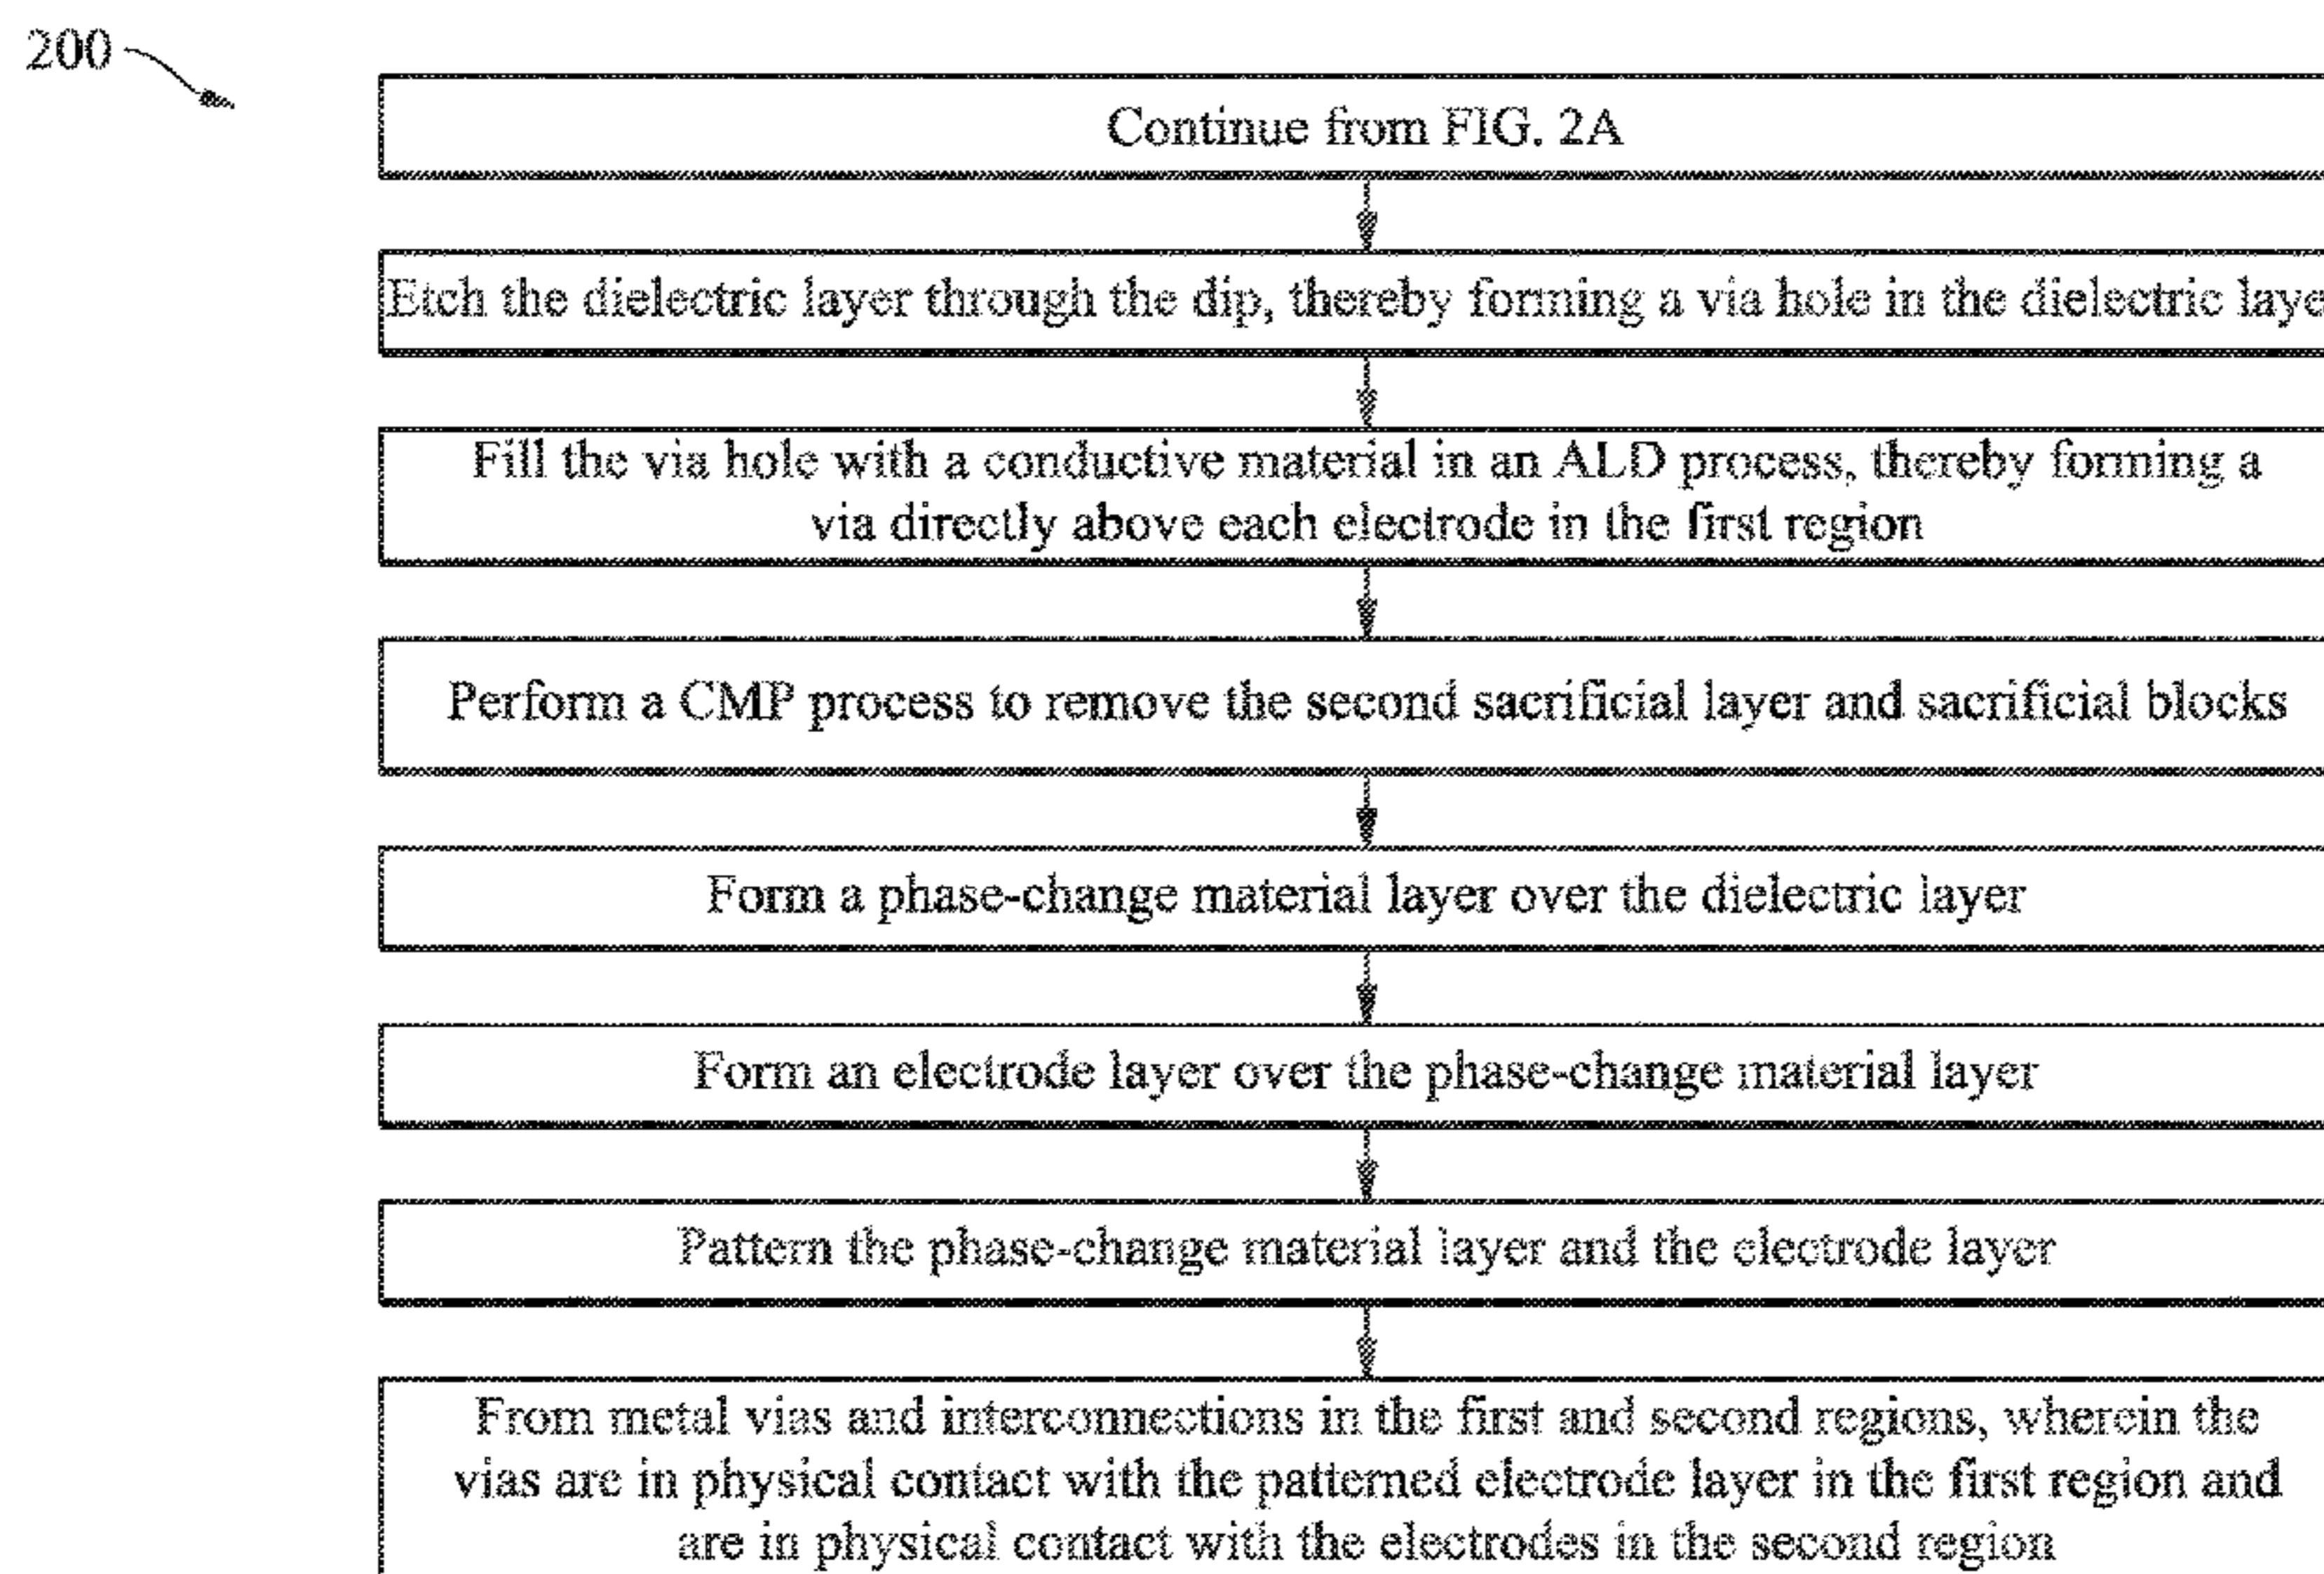 200
Continue from FIG. 2A
Etch the dielectric layer through the dip, thereby forming a via hole in the dielectric laye
Fill the via hole with a conductive material in an ALD process, thereby forming a
via directly above each electrode in the first region
Perform a CMP process to remove the second sacrificial layer and sacrificial blocks
Form a phase-change material layer over the dielectric layer
Form an electrode layer over the phase-change material layer
Pattern the phase-change material layer and the electrode layer
From metal vias and interconnections in the first and second regions, wherein the
vias are in physical contact with the patterned electrode layer in the first region and
are in physical contact with the electrodes in the second region